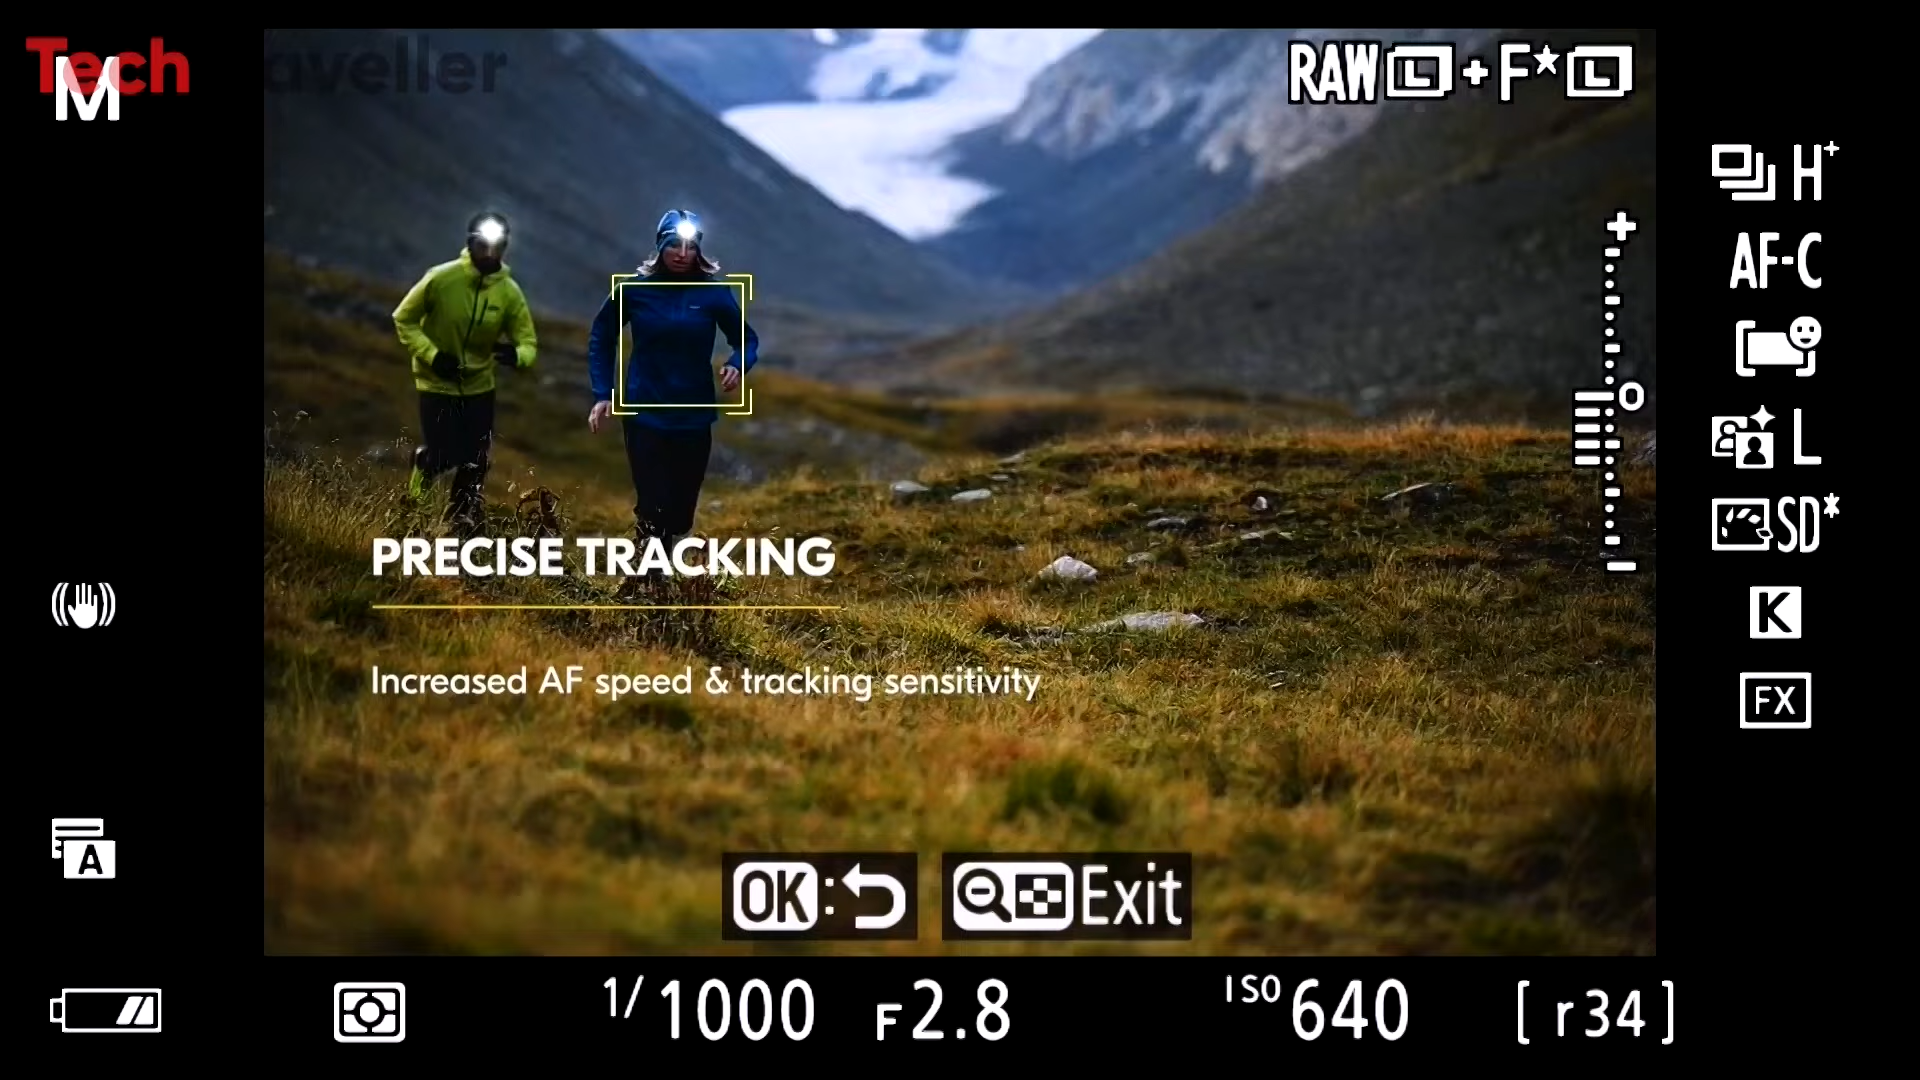 Tech aveller
M
RAW L + F★ L
H+
AF-C
L
SD*
K
FX
PRECISE TRACKING
Increased AF speed & tracking sensitivity
A
OK : Exit
1/1000 F2.8 ISO 640 [ r34 ]